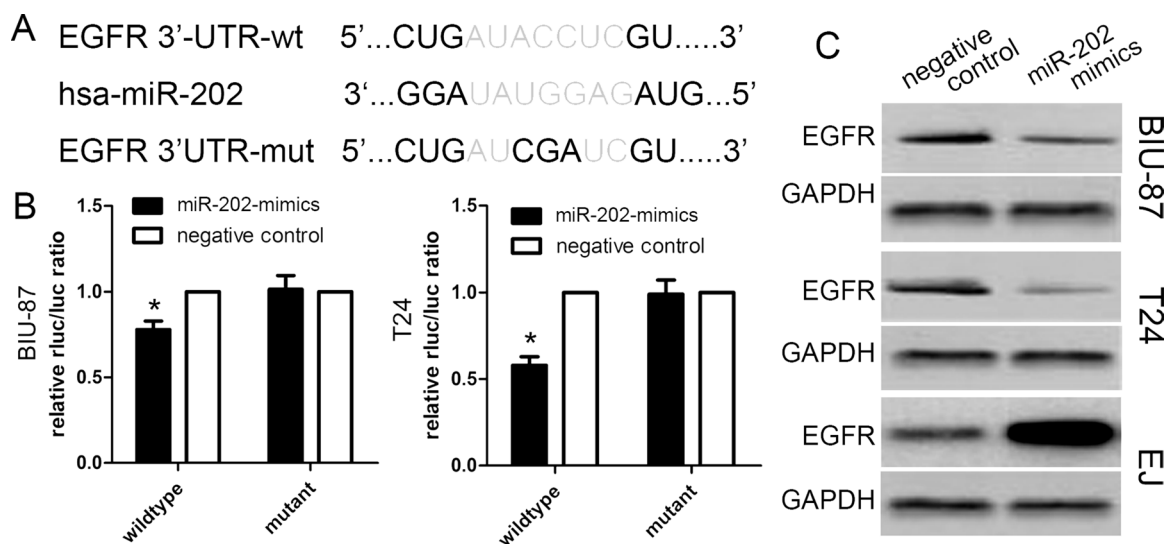 A
EGFR 3'-UTR-wt 5'...CUGAUACCUCGU.....3'
hsa-miR-202 3‘...GGAUAUGGAGAUG...5'
EGFR 3'UTR-mut 5'...CUGAUCGAUCGU.....3'
B
BIU-87
relative rluc/luc ratio
1.5
1.0
0.5
0.0
miR-202-mimics
negative control
*
wildtype
mutant
T24
relative rluc/luc ratio
1.5
1.0
0.5
0.0
miR-202-mimics
negative control
*
wildtype
mutant
C
negative control
miR-202 mimics
EGFR
GAPDH
BIU-87
EGFR
GAPDH
T24
EGFR
GAPDH
EJ